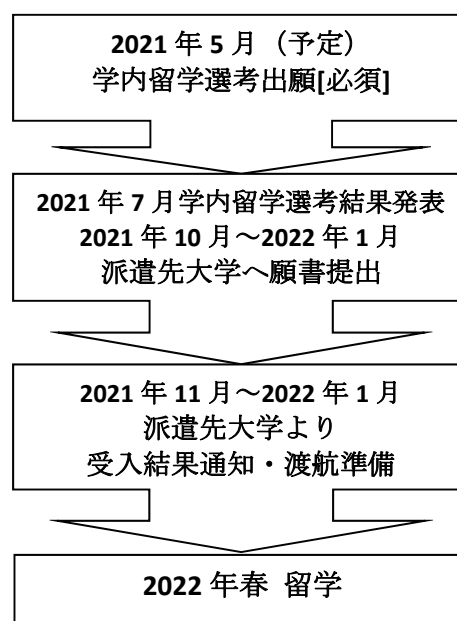 2021 年 5 月 （予定）
学内留学選考出願[必須]
2021 年 7 月学内留学選考結果発表
2021 年 10 月～2022 年 1 月
派遣先大学へ願書提出
2021 年 11 月～2022 年 1 月
派遣先大学より
受入結果通知・渡航準備
2022 年春 留学